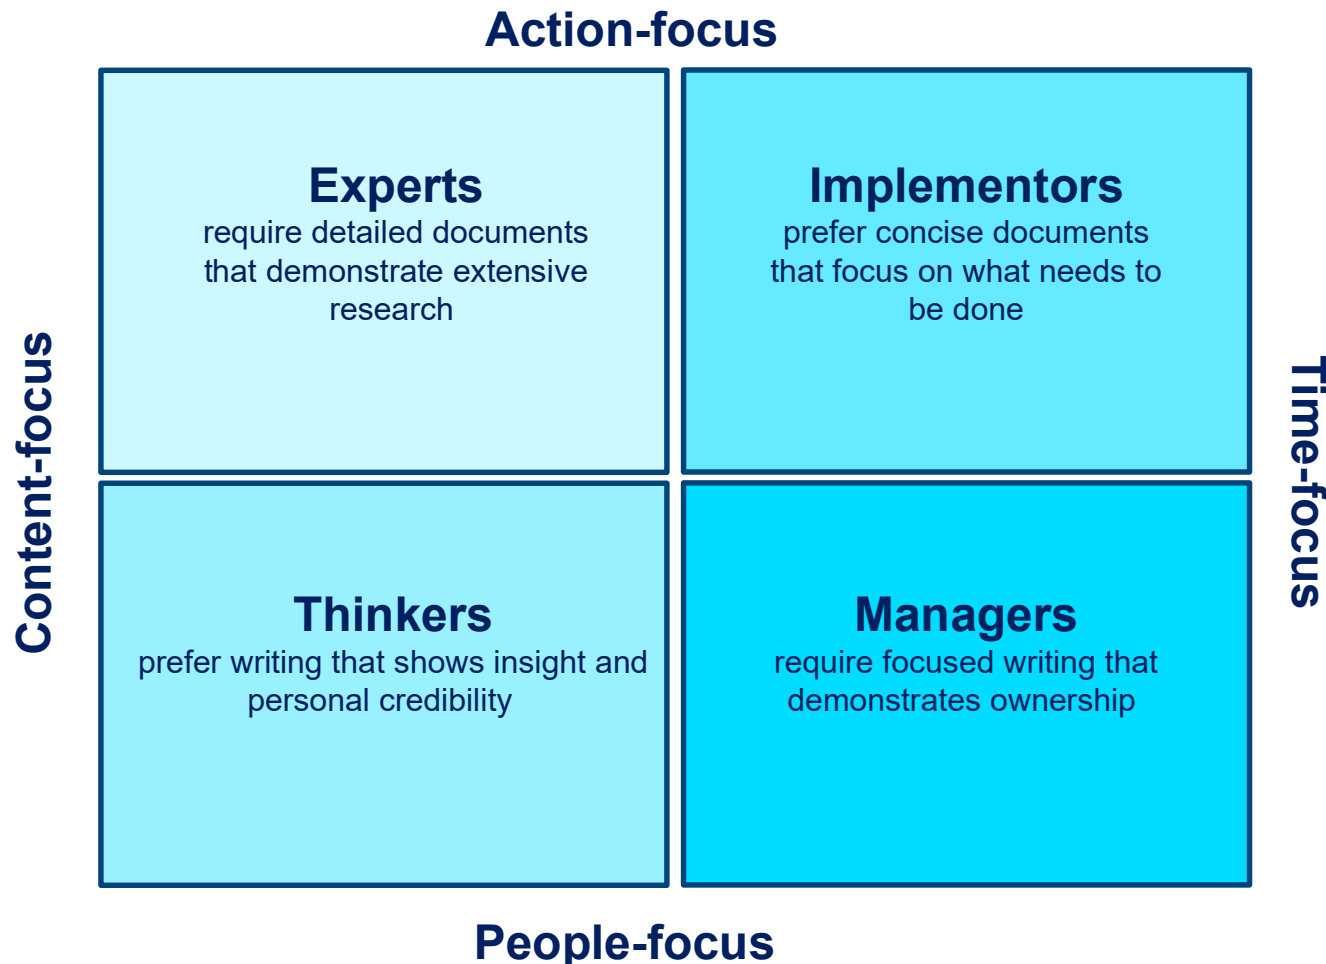 Action-focus
Experts
require detailed documents
that demonstrate extensive
research
Implementors
prefer concise documents
that focus on what needs to
be done
Content-focus
Time-focus
Thinkers
prefer writing that shows insight and
personal credibility
Managers
require focused writing that
demonstrates ownership
People-focus